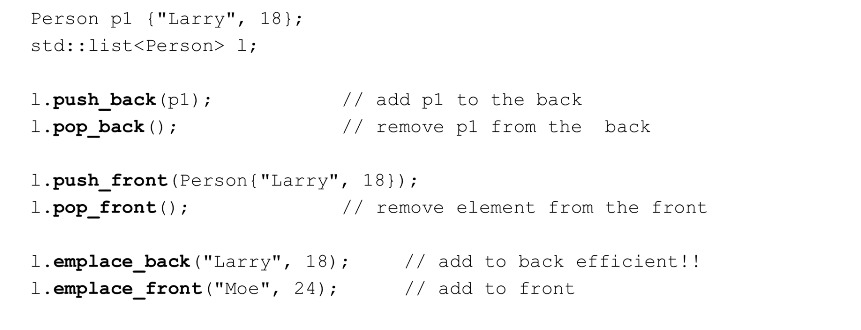 Person p1 {"Larry", 18};
std::list<Person> l;
l.push_back(p1); // add p1 to the back
l.pop_back(); // remove p1 from the back
l.push_front(Person{"Larry", 18});
l.pop_front(); // remove element from the front
l.emplace_back("Larry", 18); // add to back efficient!!
l.emplace_front("Moe", 24); // add to front